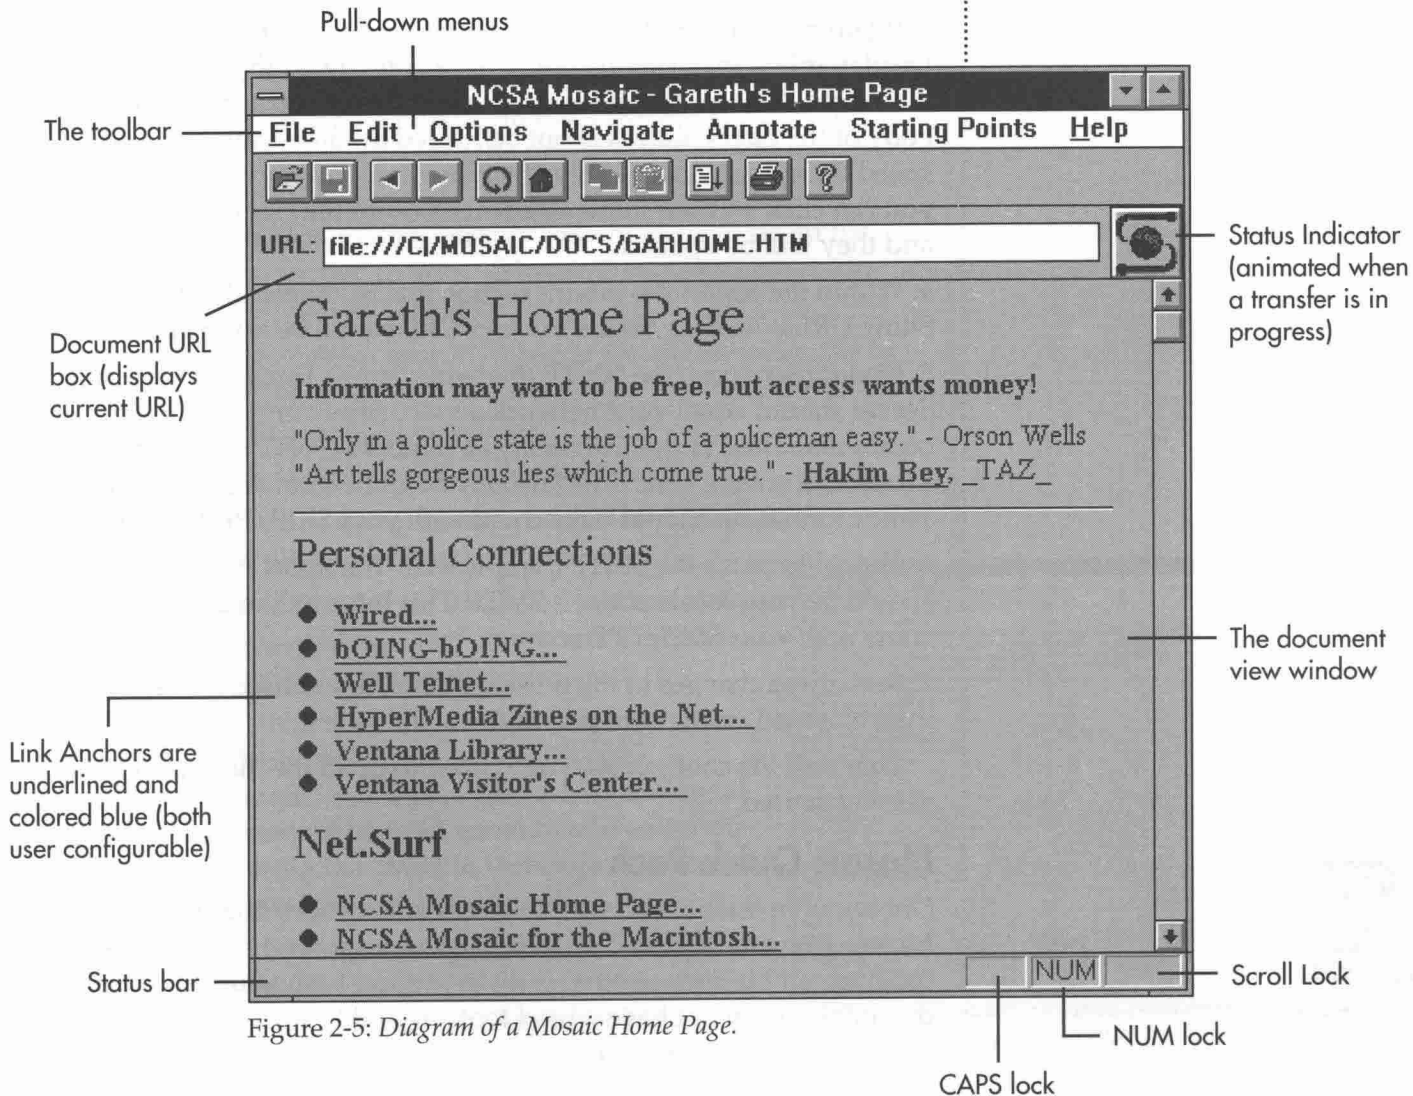 Pull-down menus
NCSA Mosaic - Gareth's Home Page
The toolbar
File Edit Options Navigate Annotate Starting Points Help
URL: file:///C|/MOSAIC/DOCS/GARHOME.HTM
Status Indicator
(animated when
a transfer is in
progress)
Document URL
box (displays
current URL)
Gareth's Home Page
Information may want to be free, but access wants money!
"Only in a police state is the job of a policeman easy." - Orson Wells
"Art tells gorgeous lies which come true." - Hakim Bey, _TAZ_
Personal Connections
Wired...
bOING-bOING...
Well Telnet...
HyperMedia Zines on the Net...
Ventana Library...
Ventana Visitor's Center...
The document
view window
Link Anchors are
underlined and
colored blue (both
user configurable)
Net.Surf
NCSA Mosaic Home Page...
NCSA Mosaic for the Macintosh...
Status bar
NUM
Scroll Lock
NUM lock
CAPS lock
Figure 2-5: Diagram of a Mosaic Home Page.